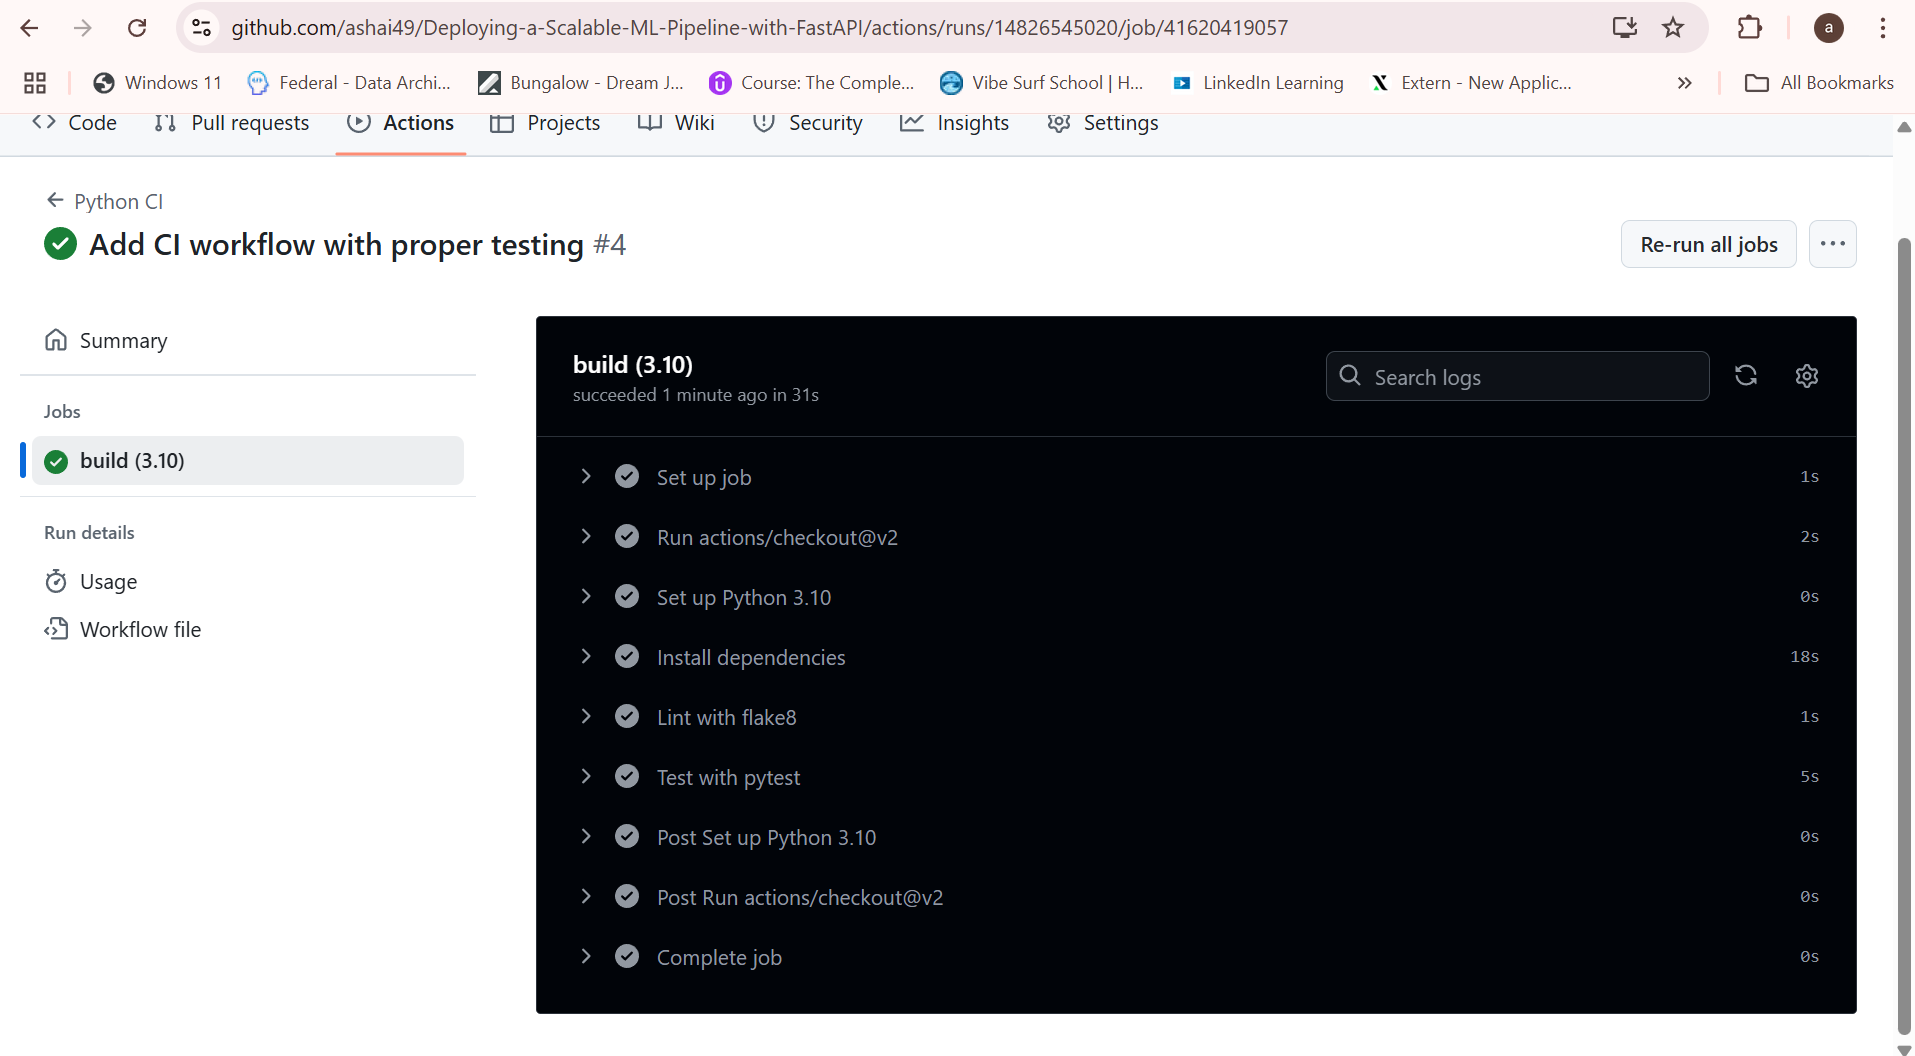 github.com/ashai49/Deploying-a-Scalable-ML-Pipeline-with-FastAPI/actions/runs/14826545020/job/41620419057
a
Windows 11
Federal - Data Archi...
Bungalow - Dream J...
Course: The Comple...
Vibe Surf School | H...
LinkedIn Learning
Extern - New Applic...
All Bookmarks
Code
Pull requests
Actions
Projects
Wiki
Security
Insights
Settings
Python CI
Add CI workflow with proper testing #4
Re-run all jobs
Summary
Jobs
build (3.10)
Run details
Usage
Workflow file
build (3.10)
succeeded 1 minute ago in 31s
Search logs
Set up job 1s
Run actions/checkout@v2 2s
Set up Python 3.10 0s
Install dependencies 18s
Lint with flake8 1s
Test with pytest 5s
Post Set up Python 3.10 0s
Post Run actions/checkout@v2 0s
Complete job 0s